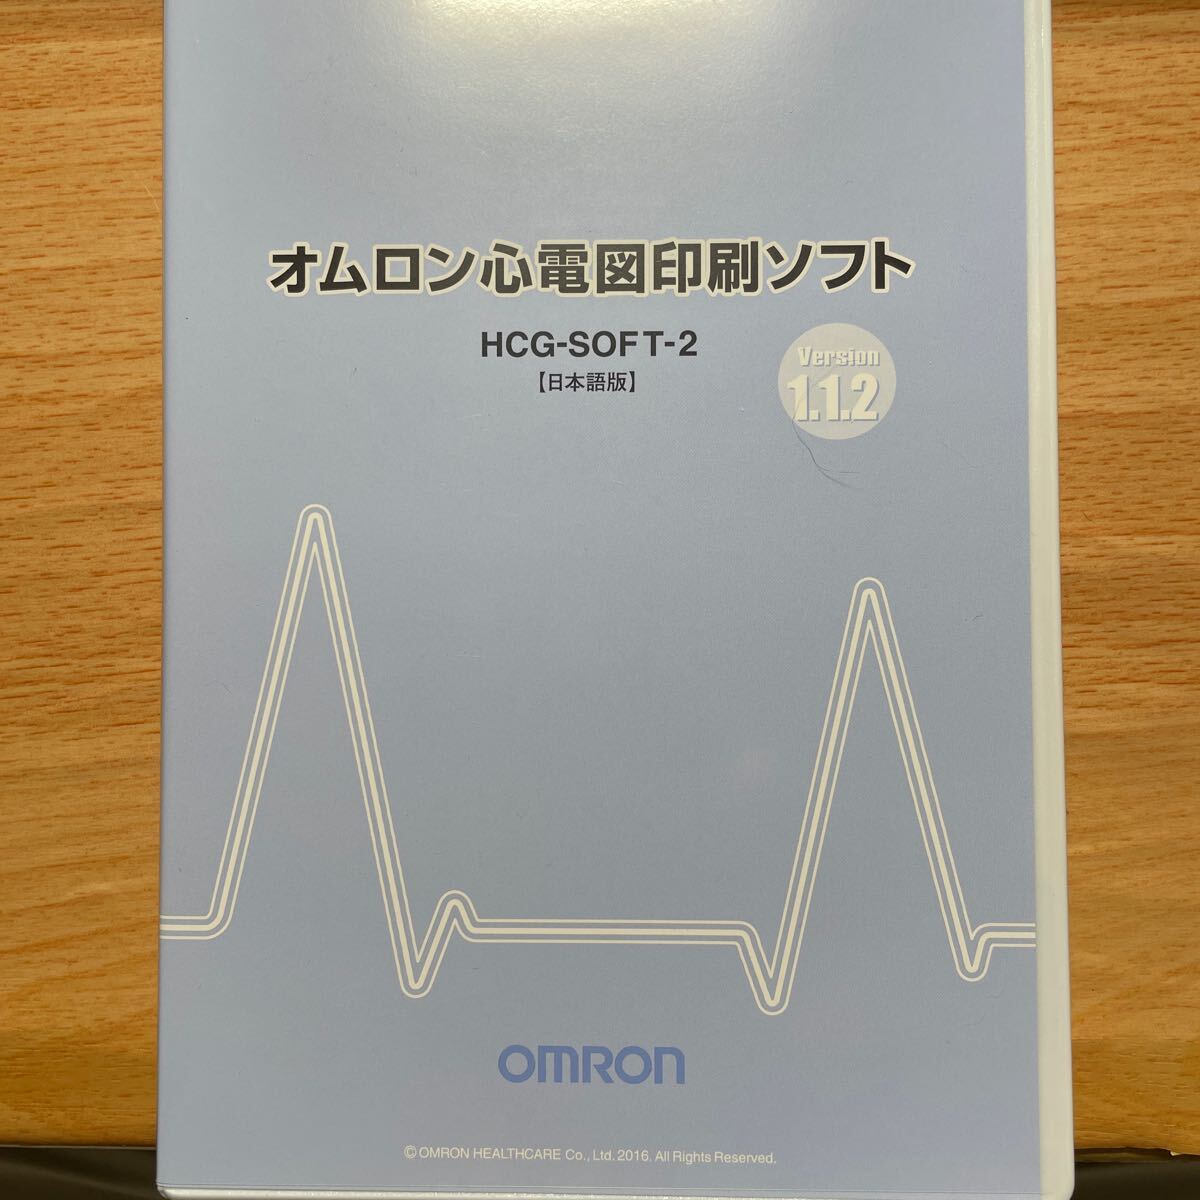 オムロン心電図印刷ソフト
HCG-SOFT-2
【日本語版】
Version
1.1.2
OMRON
© OMRON HEALTHCARE Co., Ltd. 2016. All Rights Reserved.